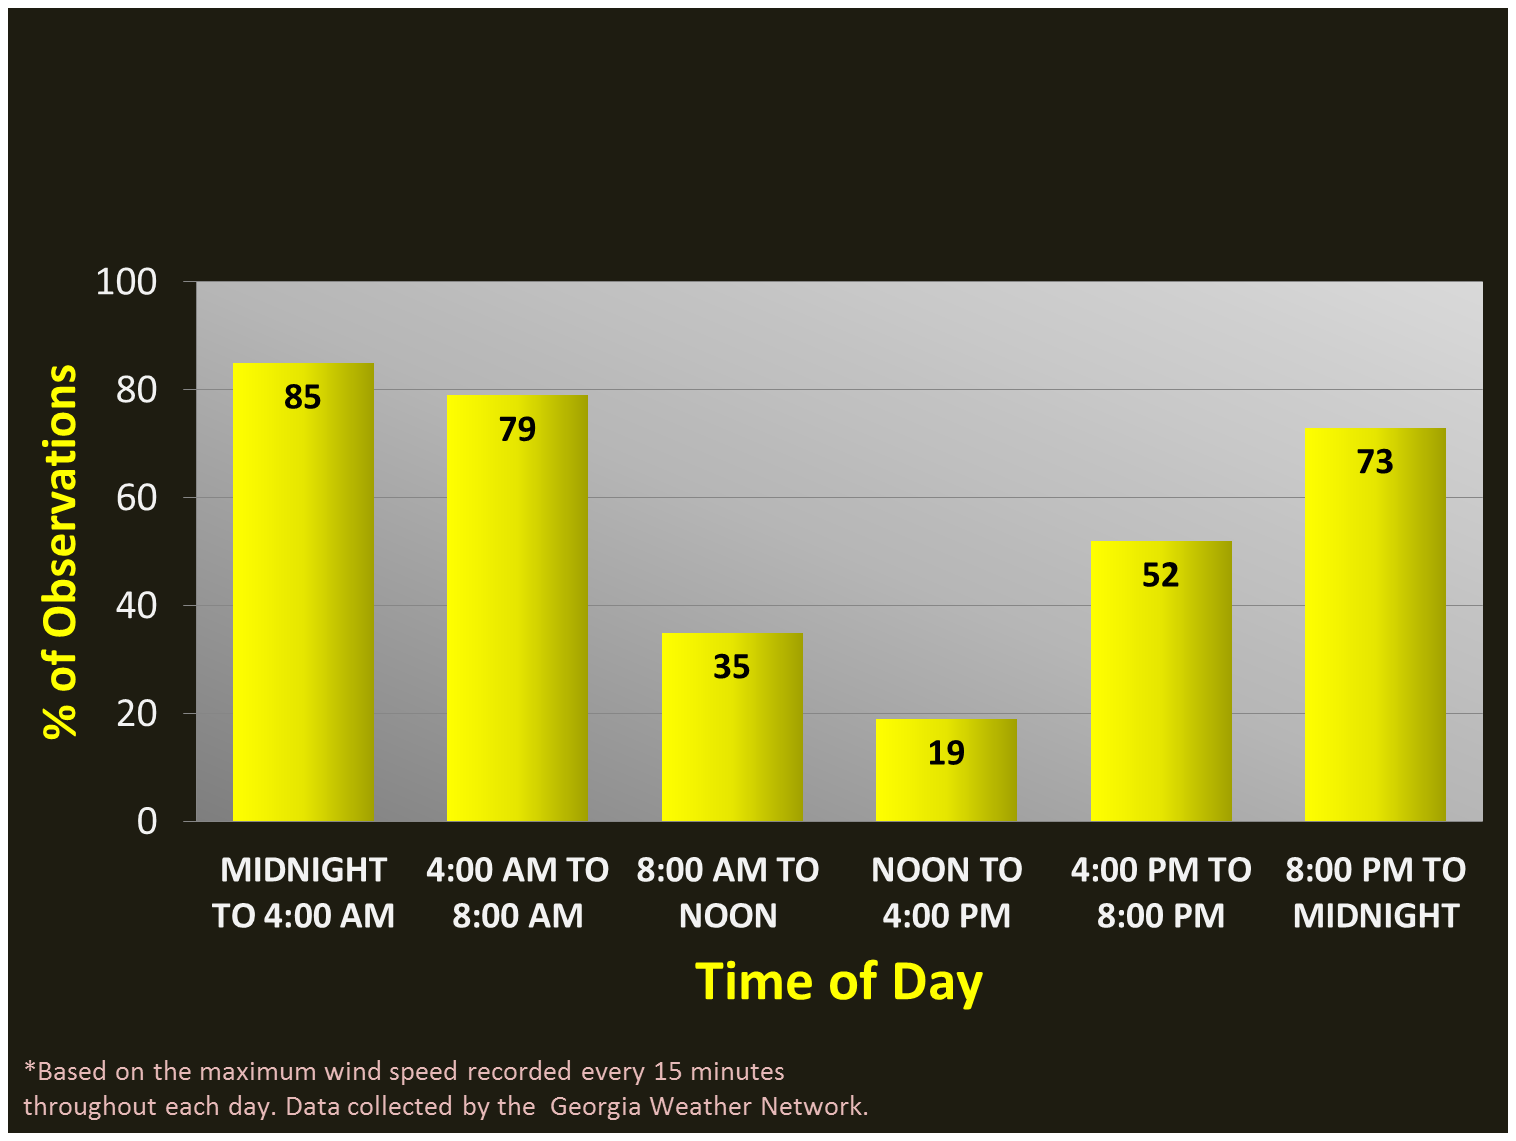 100
80
60
40
20
0
% of Observations
85
79
35
19
52
73
MIDNIGHT
TO 4:00 AM
4:00 AM TO
8:00 AM
8:00 AM TO
NOON
NOON TO
4:00 PM
4:00 PM TO
8:00 PM
8:00 PM TO
MIDNIGHT
Time of Day
*Based on the maximum wind speed recorded every 15 minutes
throughout each day. Data collected by the  Georgia Weather Network.